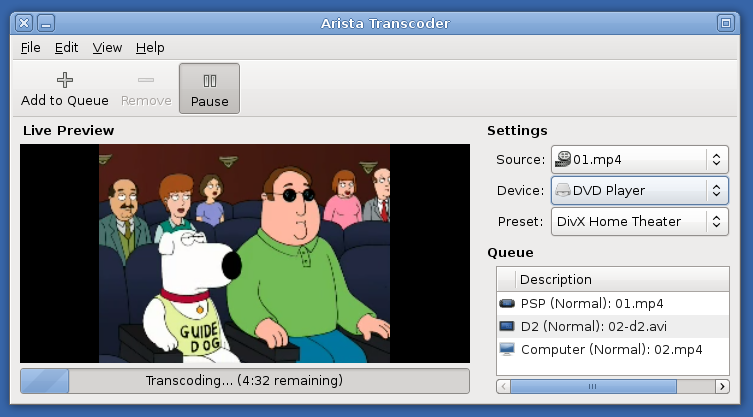 Arista Transcoder
File Edit View Help
Add to Queue Remove Pause
Live Preview
GUIDE
DOG
Transcoding... (4:32 remaining)
Settings
Source: 01.mp4
Device: DVD Player
Preset: DivX Home Theater
Queue
Description
PSP (Normal): 01.mp4
D2 (Normal): 02-d2.avi
Computer (Normal): 02.mp4